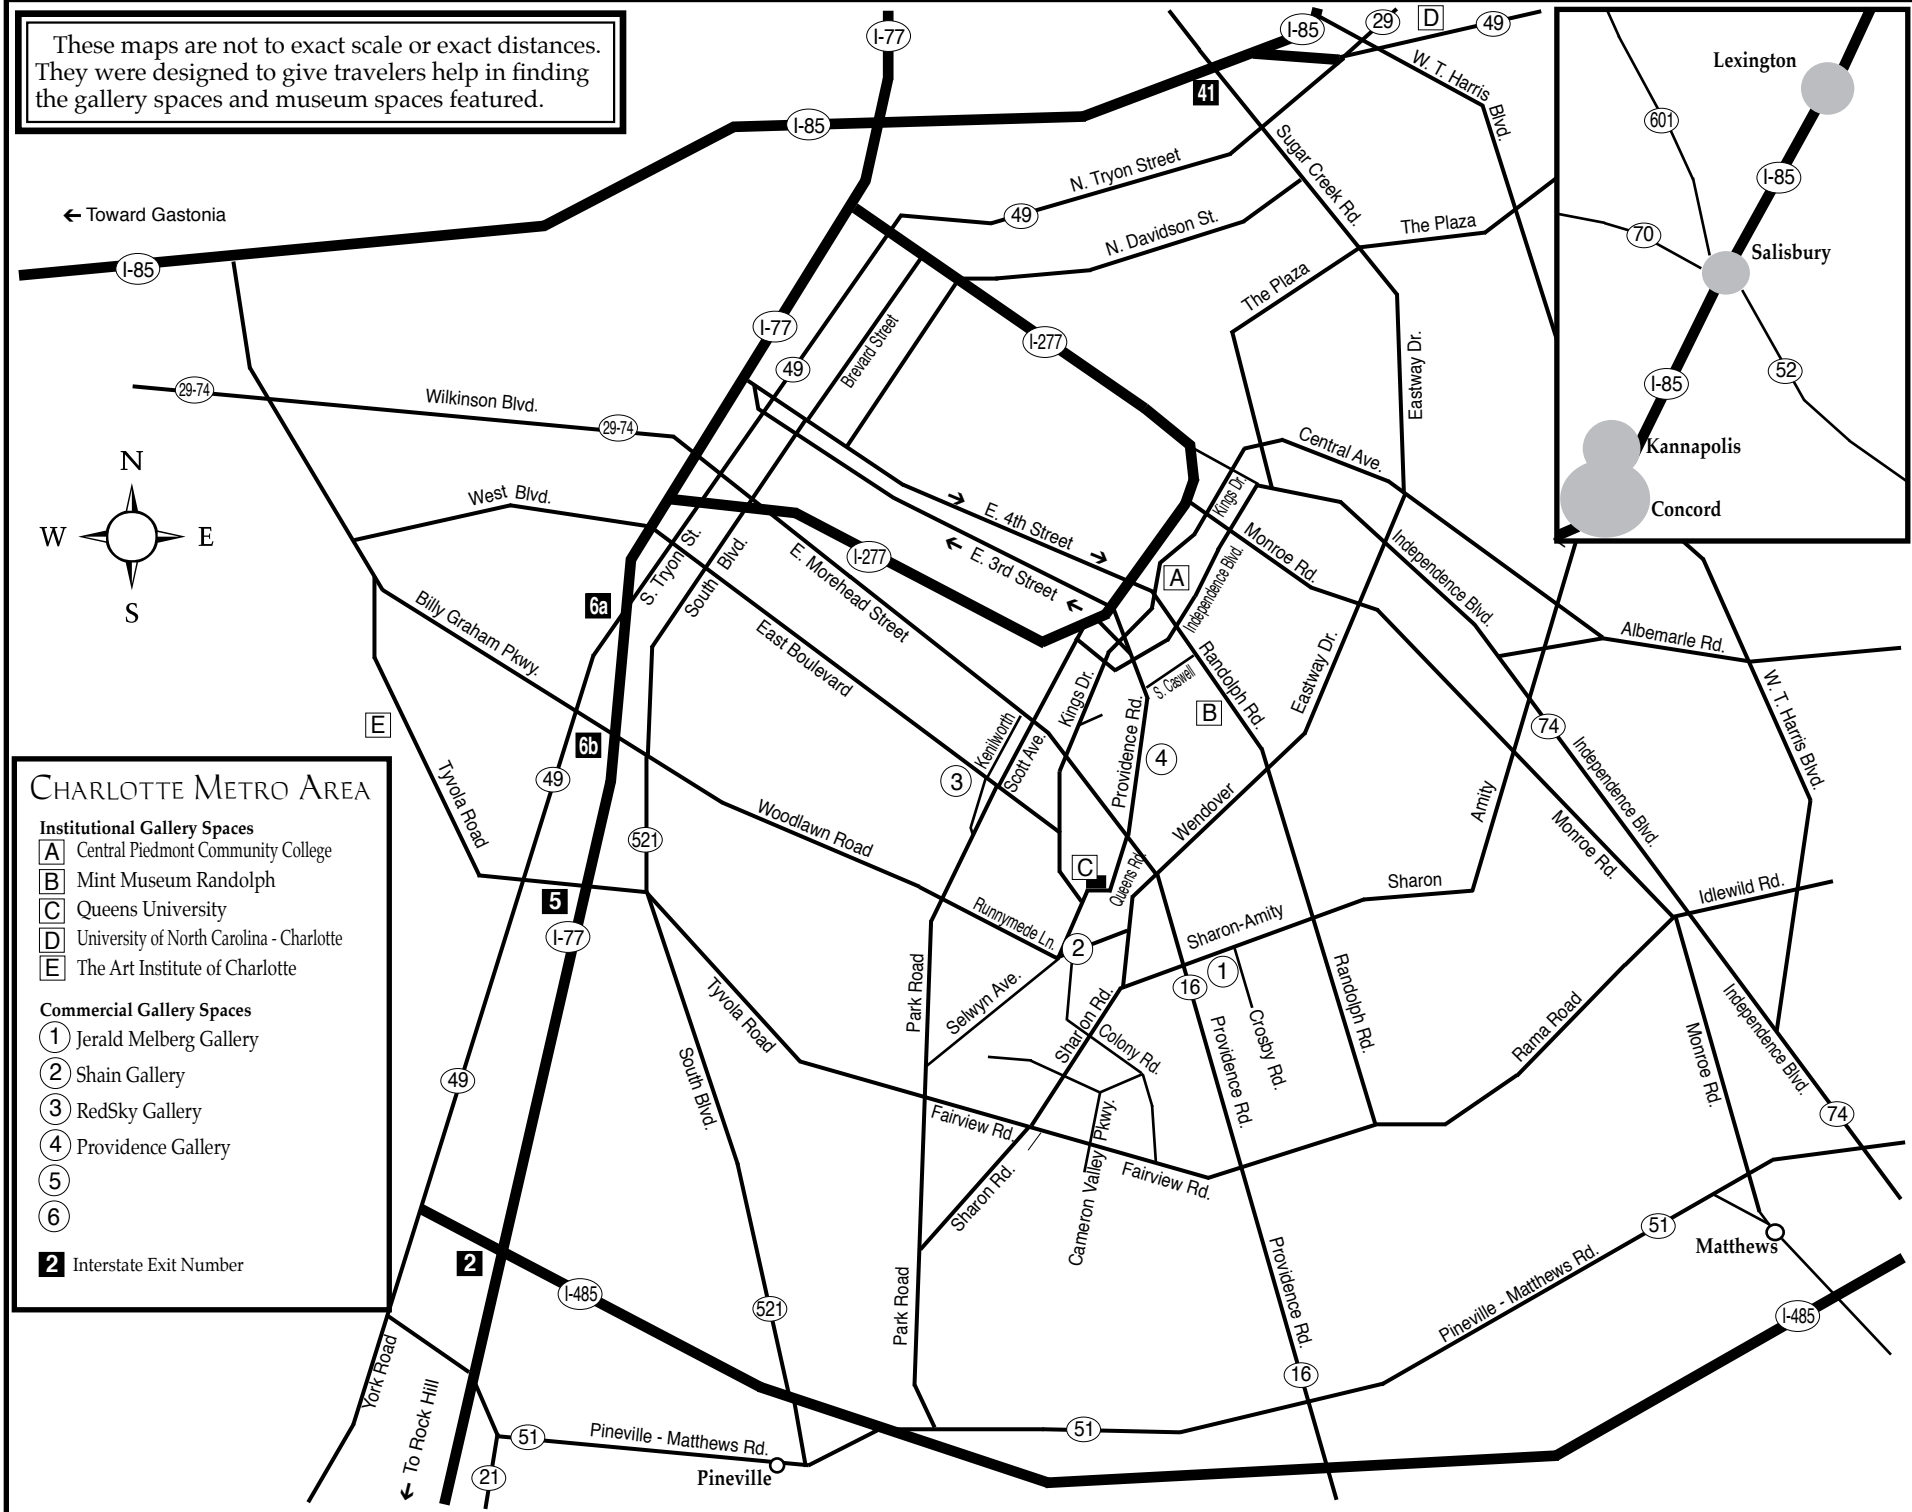 These maps are not to exact scale or exact distances.
They were designed to give travelers help in finding
the gallery spaces and museum spaces featured.
I-77
I-85
29
D
49
W. T. Harris
Blvd.
41
I-85
Lexington
601
I-85
70
Salisbury
I-85
52
Kannapolis
Concord
← Toward Gastonia
I-85
N. Tryon Street
49
Sugar Creek Rd.
N. Davidson St.
The Plaza
The Plaza
I-77
49
Brevard Street
I-277
Eastway Dr.
29-74
Wilkinson Blvd.
29-74
Central Ave.
N
W
E
S
West Blvd.
E. 4th Street
E. 3rd Street
Kings Dr.
Monroe Rd.
Independence Blvd.
I-277
S. Tryon St.
South Blvd.
E. Morehead Street
A
Independence Blvd.
6a
Billy Graham Pkwy.
East Boulevard
Albemarle Rd.
Randolph Rd.
S. Caswell
Eastway Dr.
W. T. Harris Blvd.
E
B
Kings Dr.
Providence Rd.
Kenilworth
Scott Ave.
4
3
74
Independence Blvd.
6b
49
Tyvola Road
521
Woodlawn Road
Wendover
Amity
Monroe Rd.
C
Queens Rd.
Sharon
Idlewild Rd.
5
I-77
Runnymede Ln.
2
Sharon-Amity
1
16
Park Road
Selwyn Ave.
Sharon Rd.
Colony Rd.
Crosby Rd.
Providence Rd.
Randolph Rd.
Rama Road
Monroe Rd.
Independence Blvd.
74
Tyvola Road
South Blvd.
49
Fairview Rd.
Fairview Rd.
Sharon Rd.
Cameron Valley Pkwy.
CHARLOTTE METRO AREA
Institutional Gallery Spaces
A Central Piedmont Community College
B Mint Museum Randolph
C Queens University
D University of North Carolina - Charlotte
E The Art Institute of Charlotte
Commercial Gallery Spaces
1 Jerald Melberg Gallery
2 Shain Gallery
3 RedSky Gallery
4 Providence Gallery
5
6
2 Interstate Exit Number
2
I-485
521
Park Road
Providence Rd.
16
Pineville - Matthews Rd.
51
Matthews
I-485
York Road
← To Rock Hill
51
21
Pineville - Matthews Rd.
Pineville
51